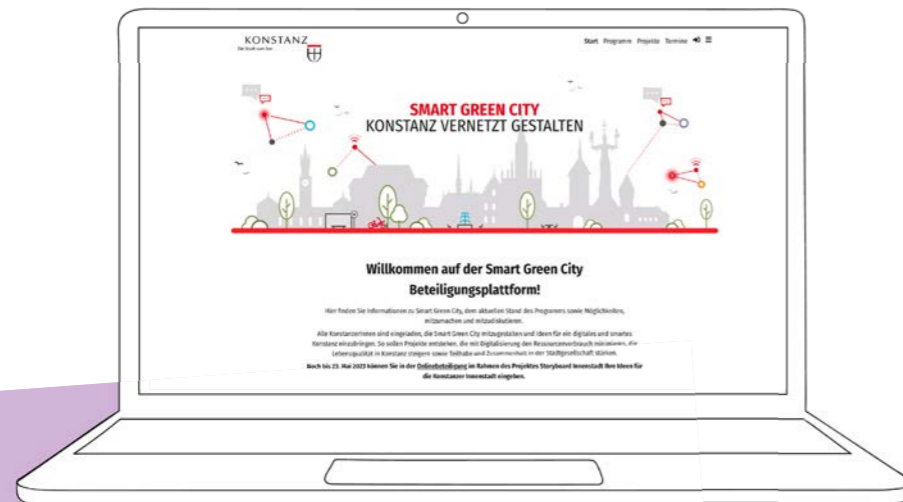 KONSTANZ
Die Stadt zum See
Start Programm Projekte Termine
SMART GREEN CITY
KONSTANZ VERNETZT GESTALTEN
Willkommen auf der Smart Green City
Beteiligungsplattform!
Hier finden Sie Informationen zu Smart Green City, dem aktuellen Stand des Programms sowie Möglichkeiten,
mitzumachen und mitzudiskutieren.
Alle KonstanzerInnen sind eingeladen, die Smart Green City mitzugestalten und Ideen für ein digitales und smartes
Konstanz einzubringen. So sollen Projekte entstehen, die mit Digitalisierung den Ressourcenverbrauch minimieren, die
Lebensqualität in Konstanz steigern sowie Teilhabe und Zusammenhalt in der Stadtgesellschaft stärken.
Noch bis 23. Mai 2023 können Sie in der Onlinebeteiligung im Rahmen des Projektes Storyboard Innenstadt Ihre Ideen für
die Konstanzer Innenstadt eingeben.